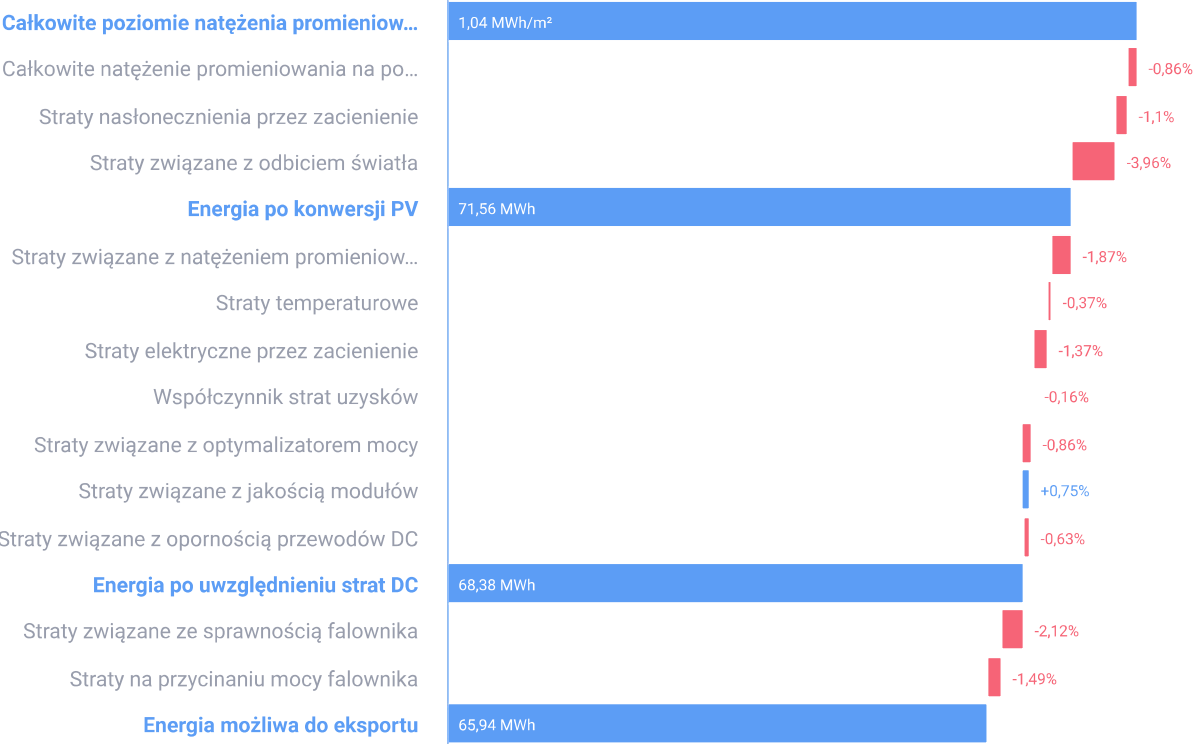 Całkowite poziomie natężenia promieniow...
1,04 MWh/m²
Całkowite natężenie promieniowania na po...
-0,86%
Straty nasłonecznienia przez zacienienie
-1,1%
Straty związane z odbiciem światła
-3,96%
Energia po konwersji PV
71,56 MWh
Straty związane z natężeniem promieniow...
-1,87%
Straty temperaturowe
-0,37%
Straty elektryczne przez zacienienie
-1,37%
Współczynnik strat uzysków
-0,16%
Straty związane z optymalizatorem mocy
-0,86%
Straty związane z jakością modułów
+0,75%
Straty związane z opornością przewodów DC
-0,63%
Energia po uwzględnieniu strat DC
68,38 MWh
Straty związane ze sprawnością falownika
-2,12%
Straty na przycinaniu mocy falownika
-1,49%
Energia możliwa do eksportu
65,94 MWh